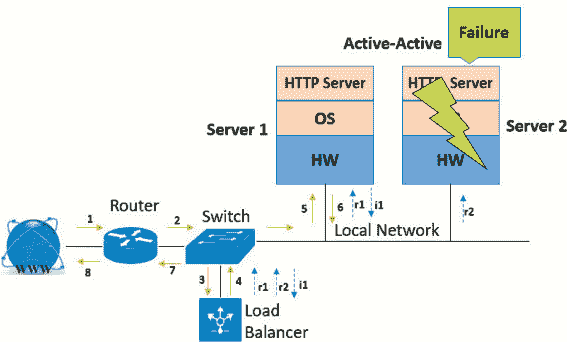 Failure
Active-Active
HTTP Server
HTTP Server
OS
Server 1
Server 2
HW
HW
5
6
r1
i1
r2
Router
1
2
Switch
Local Network
WWW
8
7
3
4
r1
r2
i1
Load
Balancer